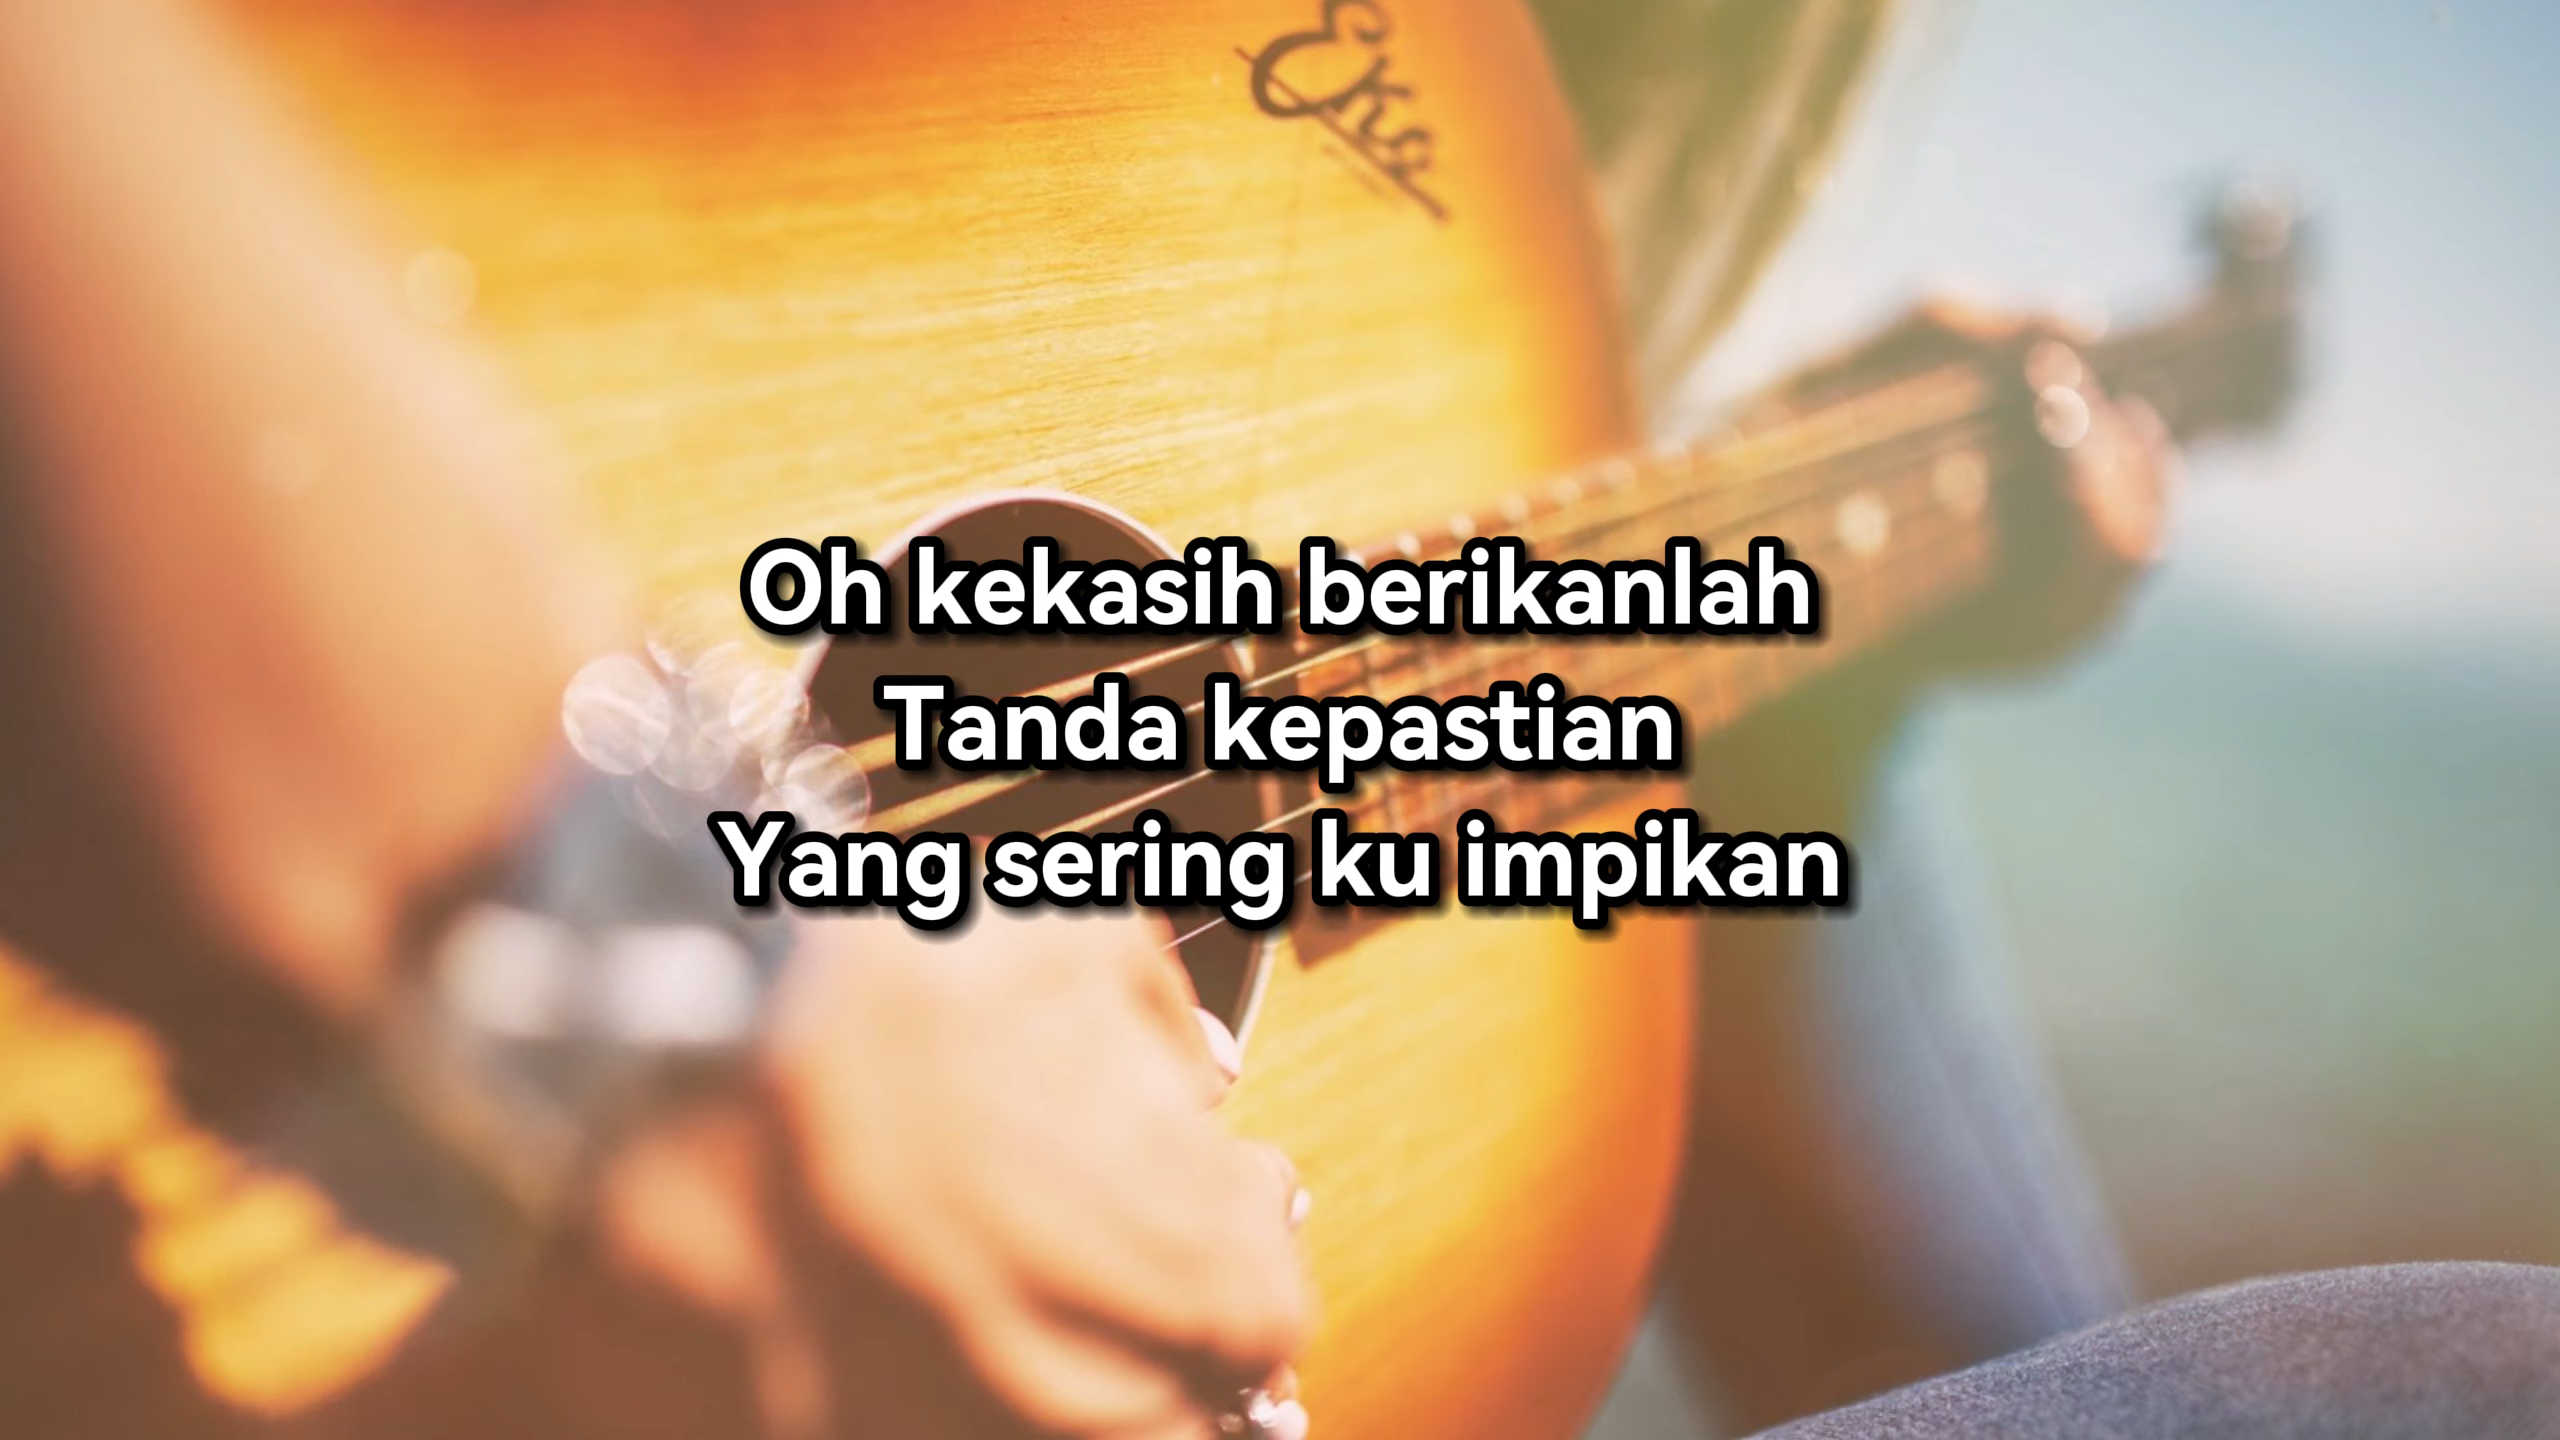 Oh kekasih berikanlah
Tanda kepastian
Yang sering ku impikan